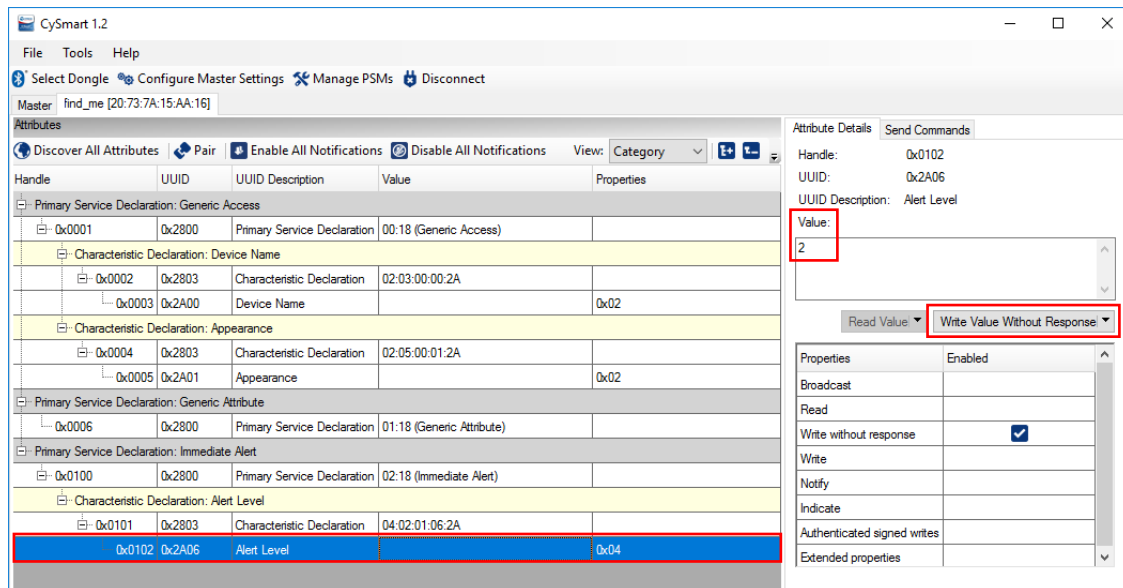 CySmart 1.2
File Tools Help
Select Dongle Configure Master Settings Manage PSMs Disconnect
Master find_me [20:73:7A:15:AA:16]
Attributes
Discover All Attributes Pair Enable All Notifications Disable All Notifications View: Category
Handle UUID UUID Description Value Properties
Primary Service Declaration: Generic Access
0x0001 0x2800 Primary Service Declaration 00:18 (Generic Access)
Characteristic Declaration: Device Name
0x0002 0x2803 Characteristic Declaration 02:03:00:00:2A
0x0003 0x2A00 Device Name 0x02
Characteristic Declaration: Appearance
0x0004 0x2803 Characteristic Declaration 02:05:00:01:2A
0x0005 0x2A01 Appearance 0x02
Primary Service Declaration: Generic Attribute
0x0006 0x2800 Primary Service Declaration 01:18 (Generic Attribute)
Primary Service Declaration: Immediate Alert
0x0100 0x2800 Primary Service Declaration 02:18 (Immediate Alert)
Characteristic Declaration: Alert Level
0x0101 0x2803 Characteristic Declaration 04:02:01:06:2A
0x0102 0x2A06 Alert Level 0x04
Attribute Details Send Commands
Handle: 0x0102
UUID: 0x2A06
UUID Description: Alert Level
Value:
2
Read Value Write Value Without Response
Properties Enabled
Broadcast
Read
Write without response
Write
Notify
Indicate
Authenticated signed writes
Extended properties